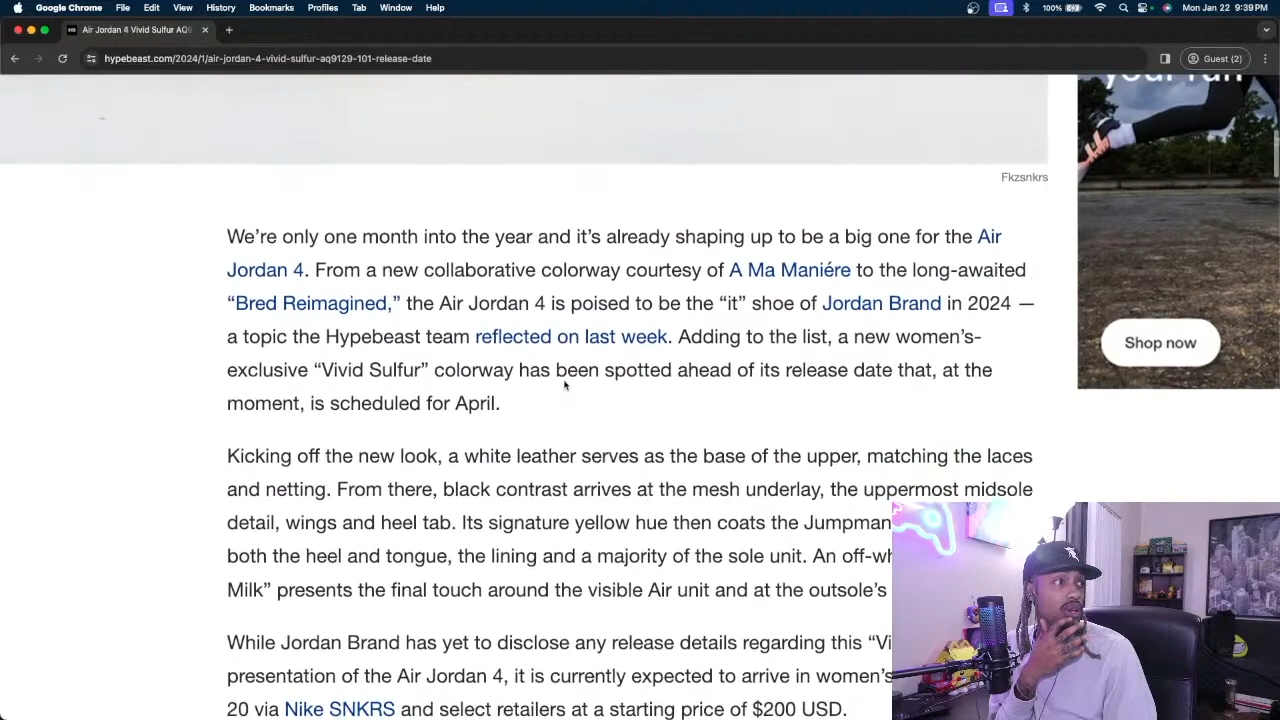 Google Chrome File Edit View History Bookmarks Profiles Tab Window Help 100% Mon Jan 22 9:39 PM
Air Jordan 4 Vivid Sulfur AQ9
hypebeast.com/2024/1/air-jordan-4-vivid-sulfur-aq9129-101-release-date Guest (2)
your run
Fkzsnkrs
We’re only one month into the year and it’s already shaping up to be a big one for the Air
Jordan 4. From a new collaborative colorway courtesy of A Ma Maniére to the long-awaited
“Bred Reimagined,” the Air Jordan 4 is poised to be the “it” shoe of Jordan Brand in 2024 —
a topic the Hypebeast team reflected on last week. Adding to the list, a new women’s-
exclusive “Vivid Sulfur” colorway has been spotted ahead of its release date that, at the
moment, is scheduled for April.
Shop now
Kicking off the new look, a white leather serves as the base of the upper, matching the laces
and netting. From there, black contrast arrives at the mesh underlay, the uppermost midsole
detail, wings and heel tab. Its signature yellow hue then coats the Jumpman
both the heel and tongue, the lining and a majority of the sole unit. An off-wh
Milk” presents the final touch around the visible Air unit and at the outsole’s
While Jordan Brand has yet to disclose any release details regarding this “Vi
presentation of the Air Jordan 4, it is currently expected to arrive in women’s
20 via Nike SNKRS and select retailers at a starting price of $200 USD.